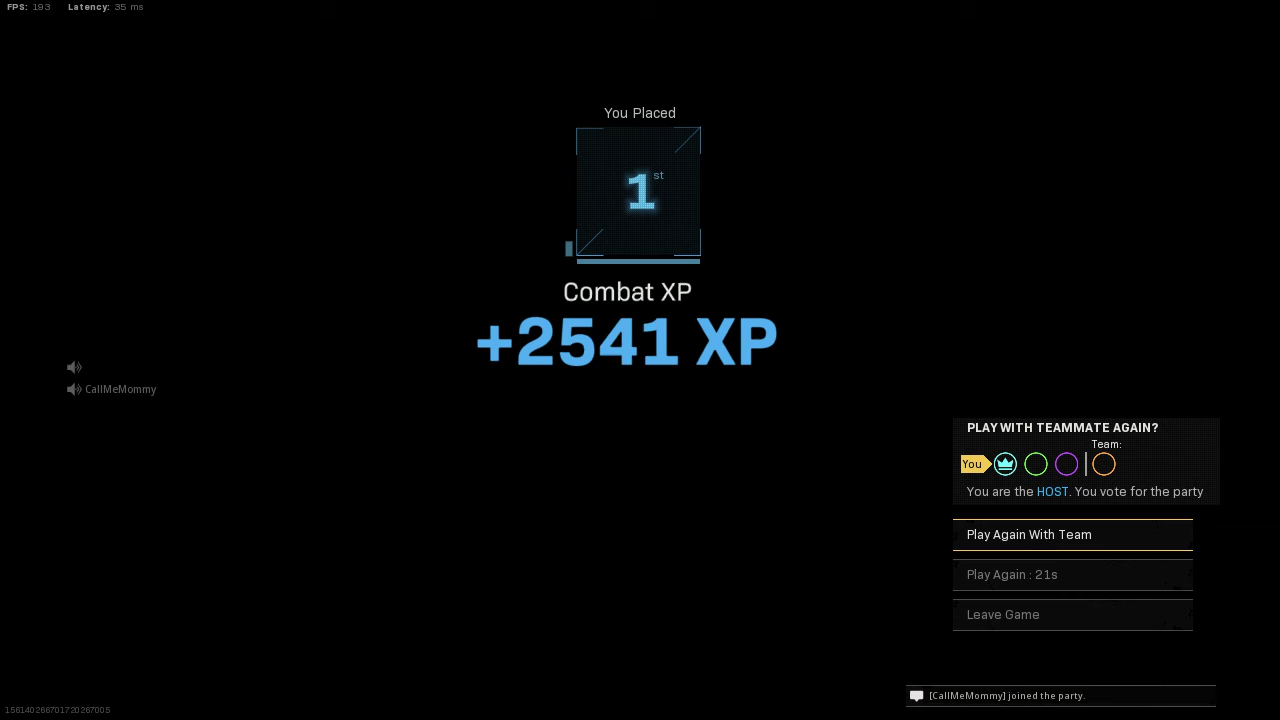 FPS: 193 Latency: 35 ms
You Placed
1st
Combat XP
+2541 XP
CallMeMommy
PLAY WITH TEAMMATE AGAIN?
Team:
You
You are the HOST. You vote for the party
Play Again With Team
Play Again : 21s
Leave Game
[CallMeMommy] joined the party.
156140266701720267005